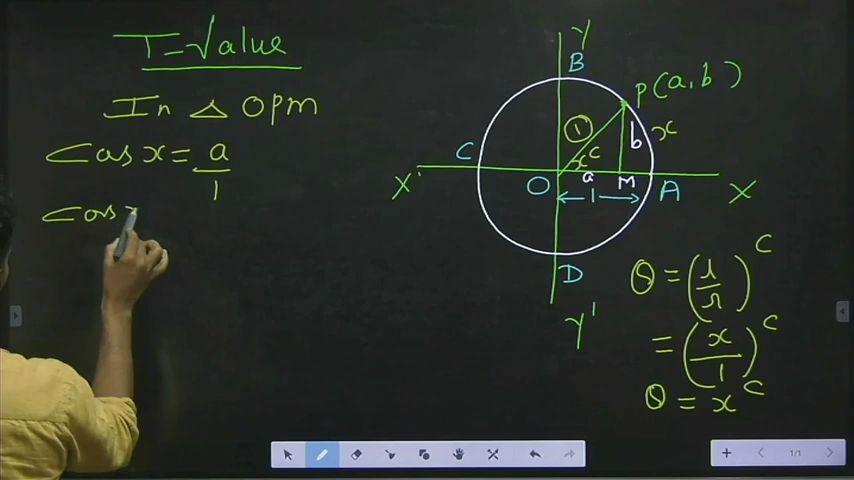 T-Value
In △ OPM
Cos x = a/1
Cos
Y
B
P(a, b)
1
b
x
C
x^c
X'
O
a
M
A
X
1
D
Y'
θ = (l/r)^c
= (x/1)^c
θ = x^c
1/1